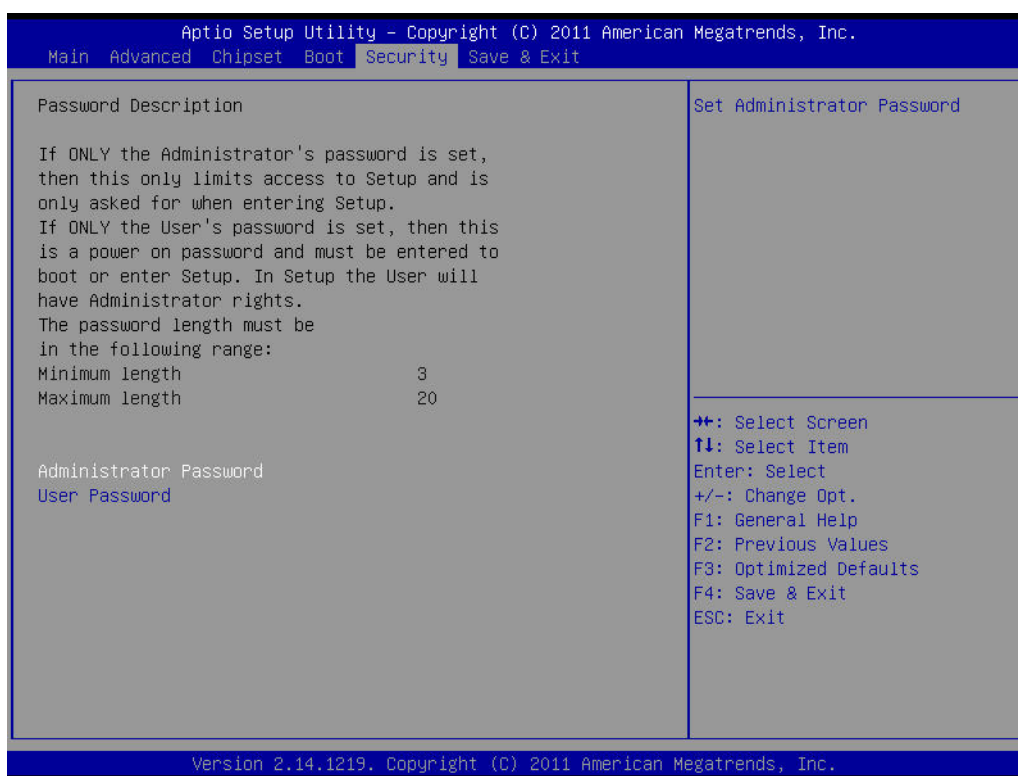 Aptio Setup Utility – Copyright (C) 2011 American Megatrends, Inc.
Main Advanced Chipset Boot Security Save & Exit
Password Description
If ONLY the Administrator's password is set,
then this only limits access to Setup and is
only asked for when entering Setup.
If ONLY the User's password is set, then this
is a power on password and must be entered to
boot or enter Setup. In Setup the User will
have Administrator rights.
The password length must be
in the following range:
Minimum length 3
Maximum length 20
Administrator Password
User Password
Set Administrator Password
→←: Select Screen
↑↓: Select Item
Enter: Select
+/-: Change Opt.
F1: General Help
F2: Previous Values
F3: Optimized Defaults
F4: Save & Exit
ESC: Exit
Version 2.14.1219. Copyright (C) 2011 American Megatrends, Inc.